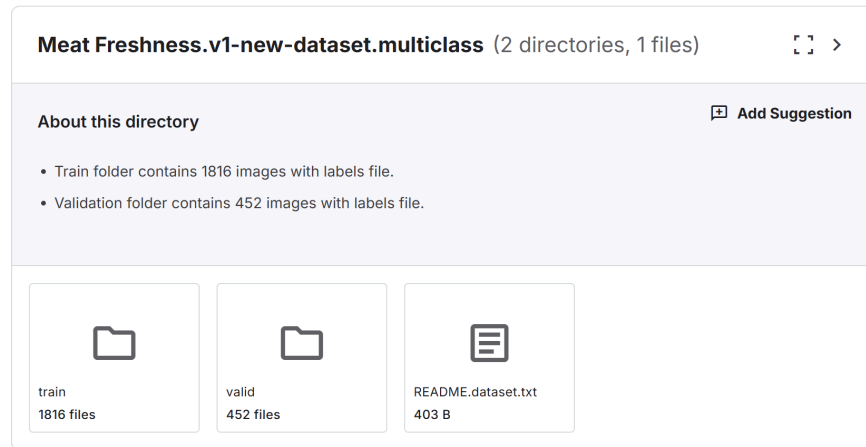 Meat Freshness.v1-new-dataset.multiclass (2 directories, 1 files)
Add Suggestion
About this directory
• Train folder contains 1816 images with labels file.
• Validation folder contains 452 images with labels file.
train
1816 files
valid
452 files
README.dataset.txt
403 B